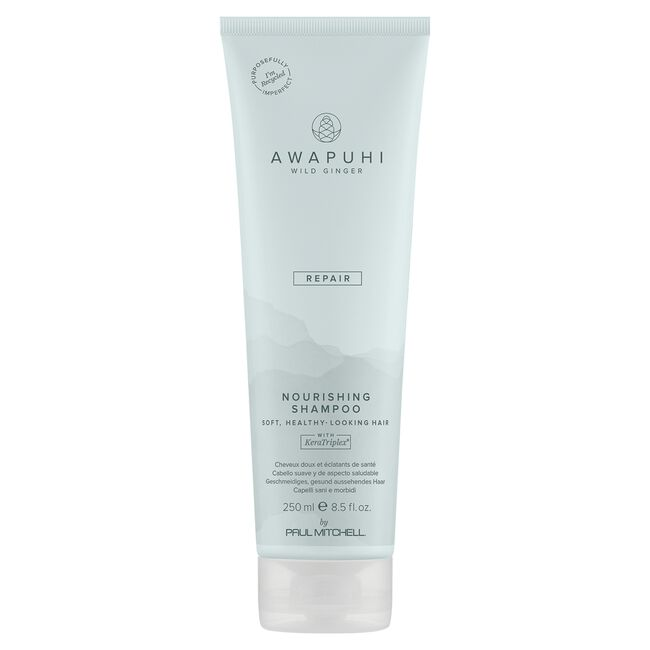 PURPOSEFULLY
I'm
Recycled
IMPERFECT
AWAPUHI
WILD GINGER
REPAIR
NOURISHING
SHAMPOO
SOFT, HEALTHY-LOOKING HAIR
WITH
KeraTriplex®
Cheveux doux et éclatants de santé
Cabello suave y de aspecto saludable
Geschmeidiges, gesund aussehendes Haar
Capelli sani e morbidi
250 ml ℮ 8.5 fl. oz.
by
PAUL MITCHELL.